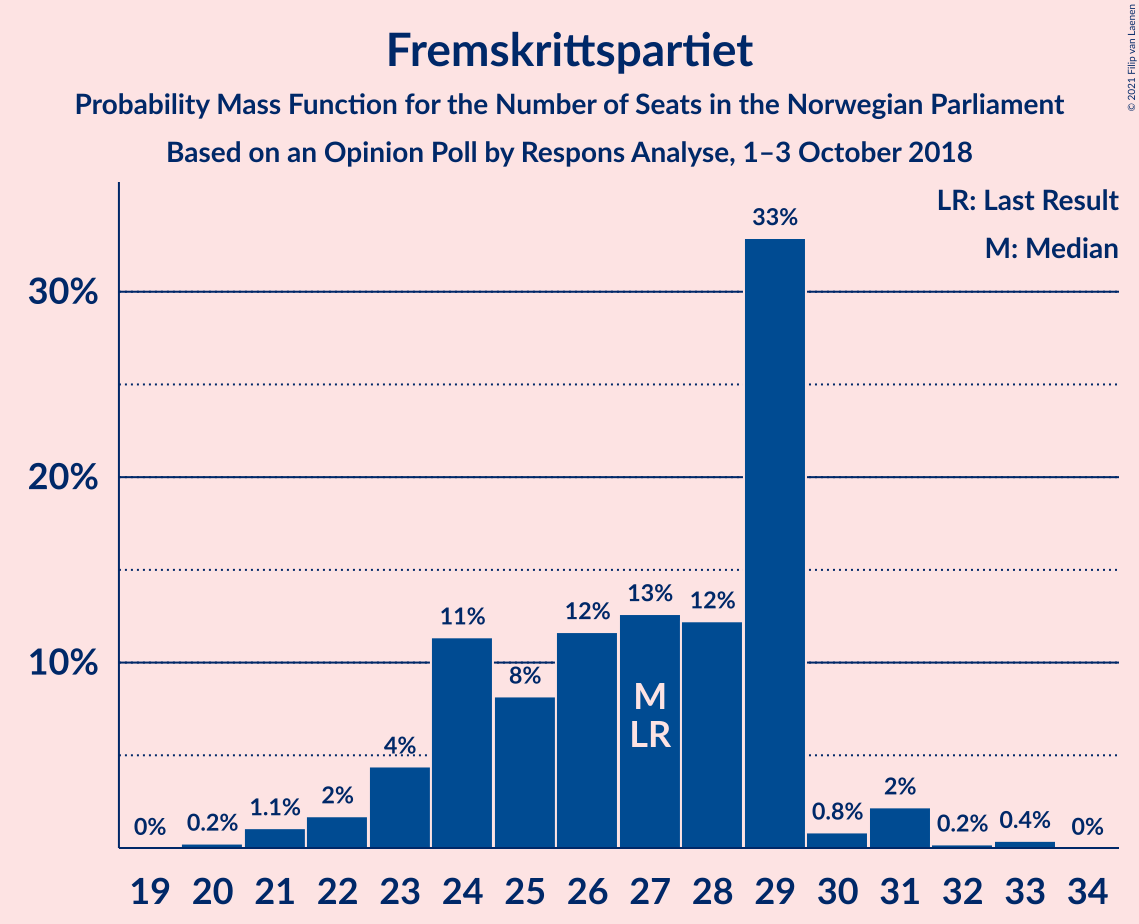 Fremskrittspartiet
Probability Mass Function for the Number of Seats in the Norwegian Parliament
Based on an Opinion Poll by Respons Analyse, 1–3 October 2018
© 2021 Filip van Laenen
LR: Last Result
M: Median
30%
20%
10%
0%
0.2%
1.1%
2%
4%
11%
8%
12%
13%
12%
33%
0.8%
2%
0.2%
0.4%
0%
M
LR
19 20 21 22 23 24 25 26 27 28 29 30 31 32 33 34